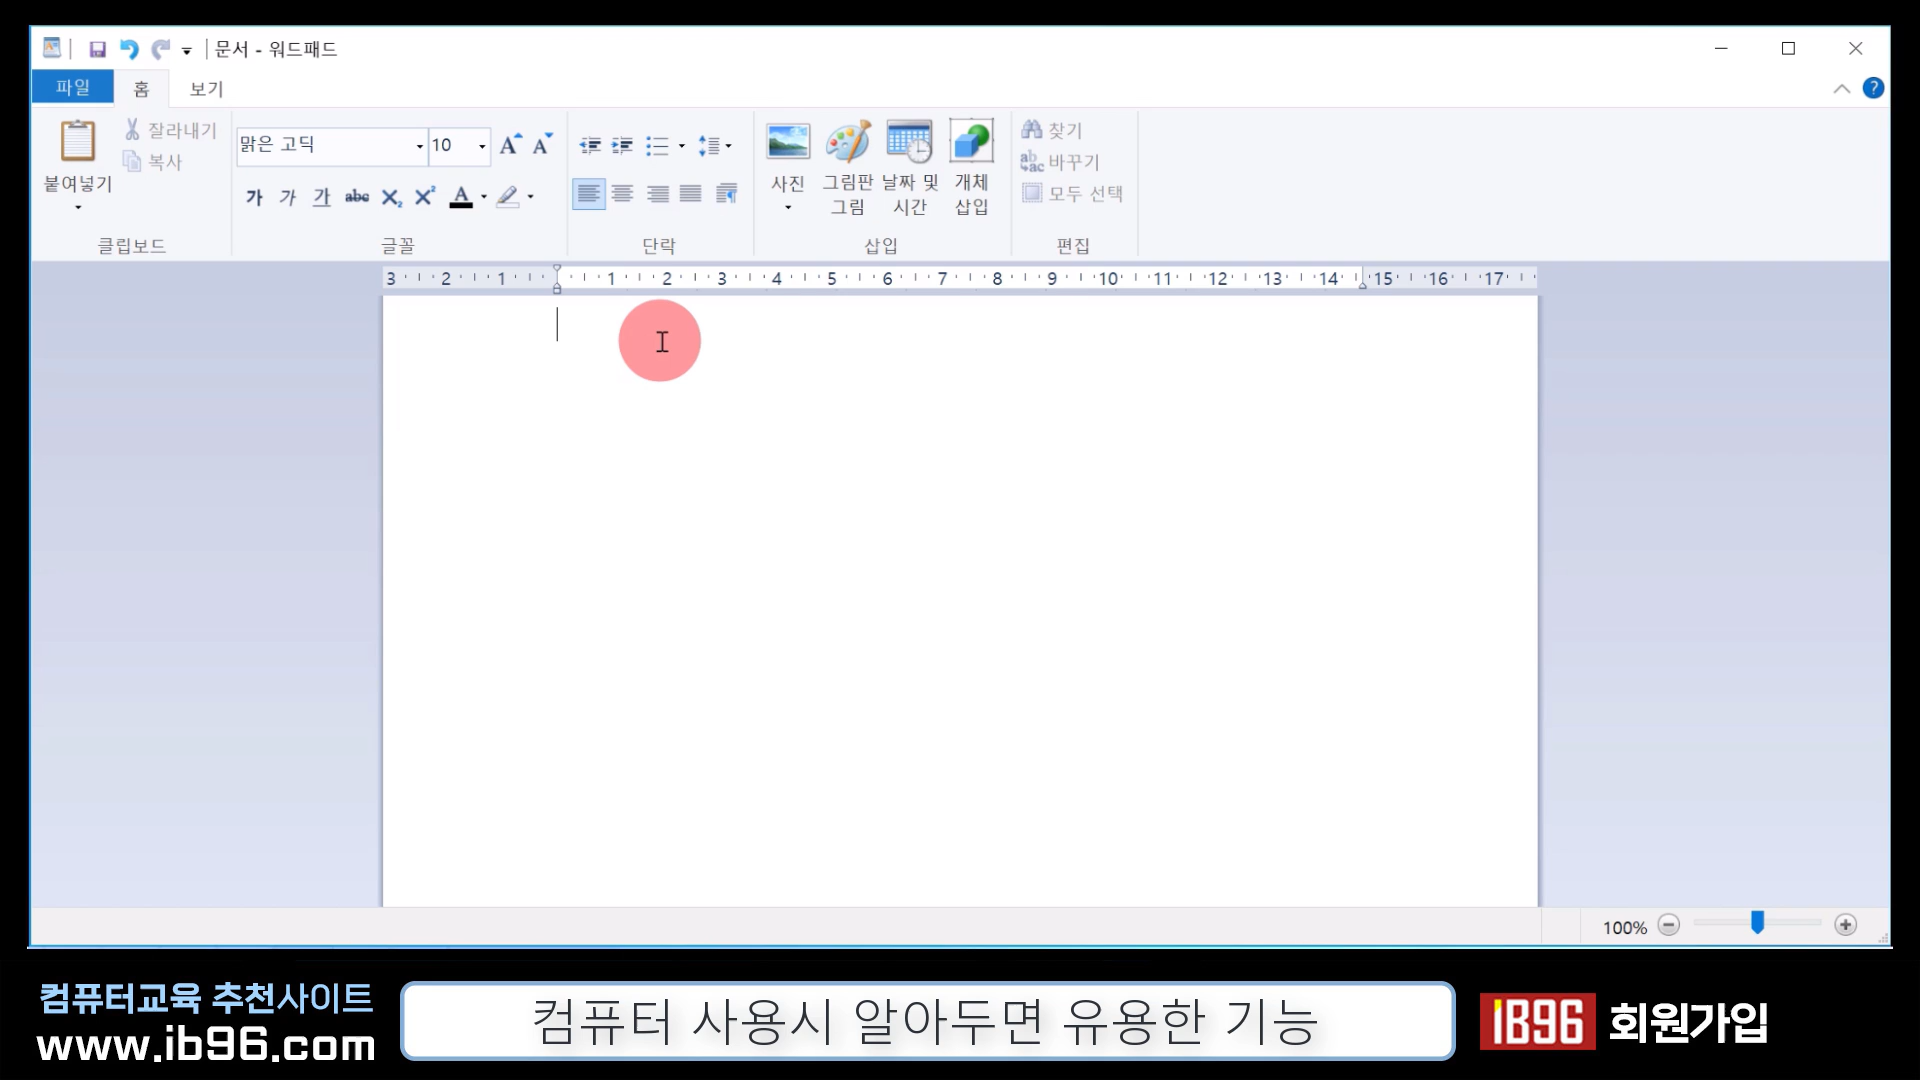 문서 - 워드패드
파일 홈 보기
붙여넣기
잘라내기
복사
클립보드
맑은 고딕 10
가 가 가 abc X₂ X² A
글꼴
단락
사진
그림판
그림
날짜 및
시간
개체
삽입
삽입
찾기
바꾸기
모두 선택
편집
3 2 1 1 2 3 4 5 6 7 8 9 10 11 12 13 14 15 16 17
100%
컴퓨터교육 추천사이트
www.ib96.com
컴퓨터 사용시 알아두면 유용한 기능
IB96 회원가입